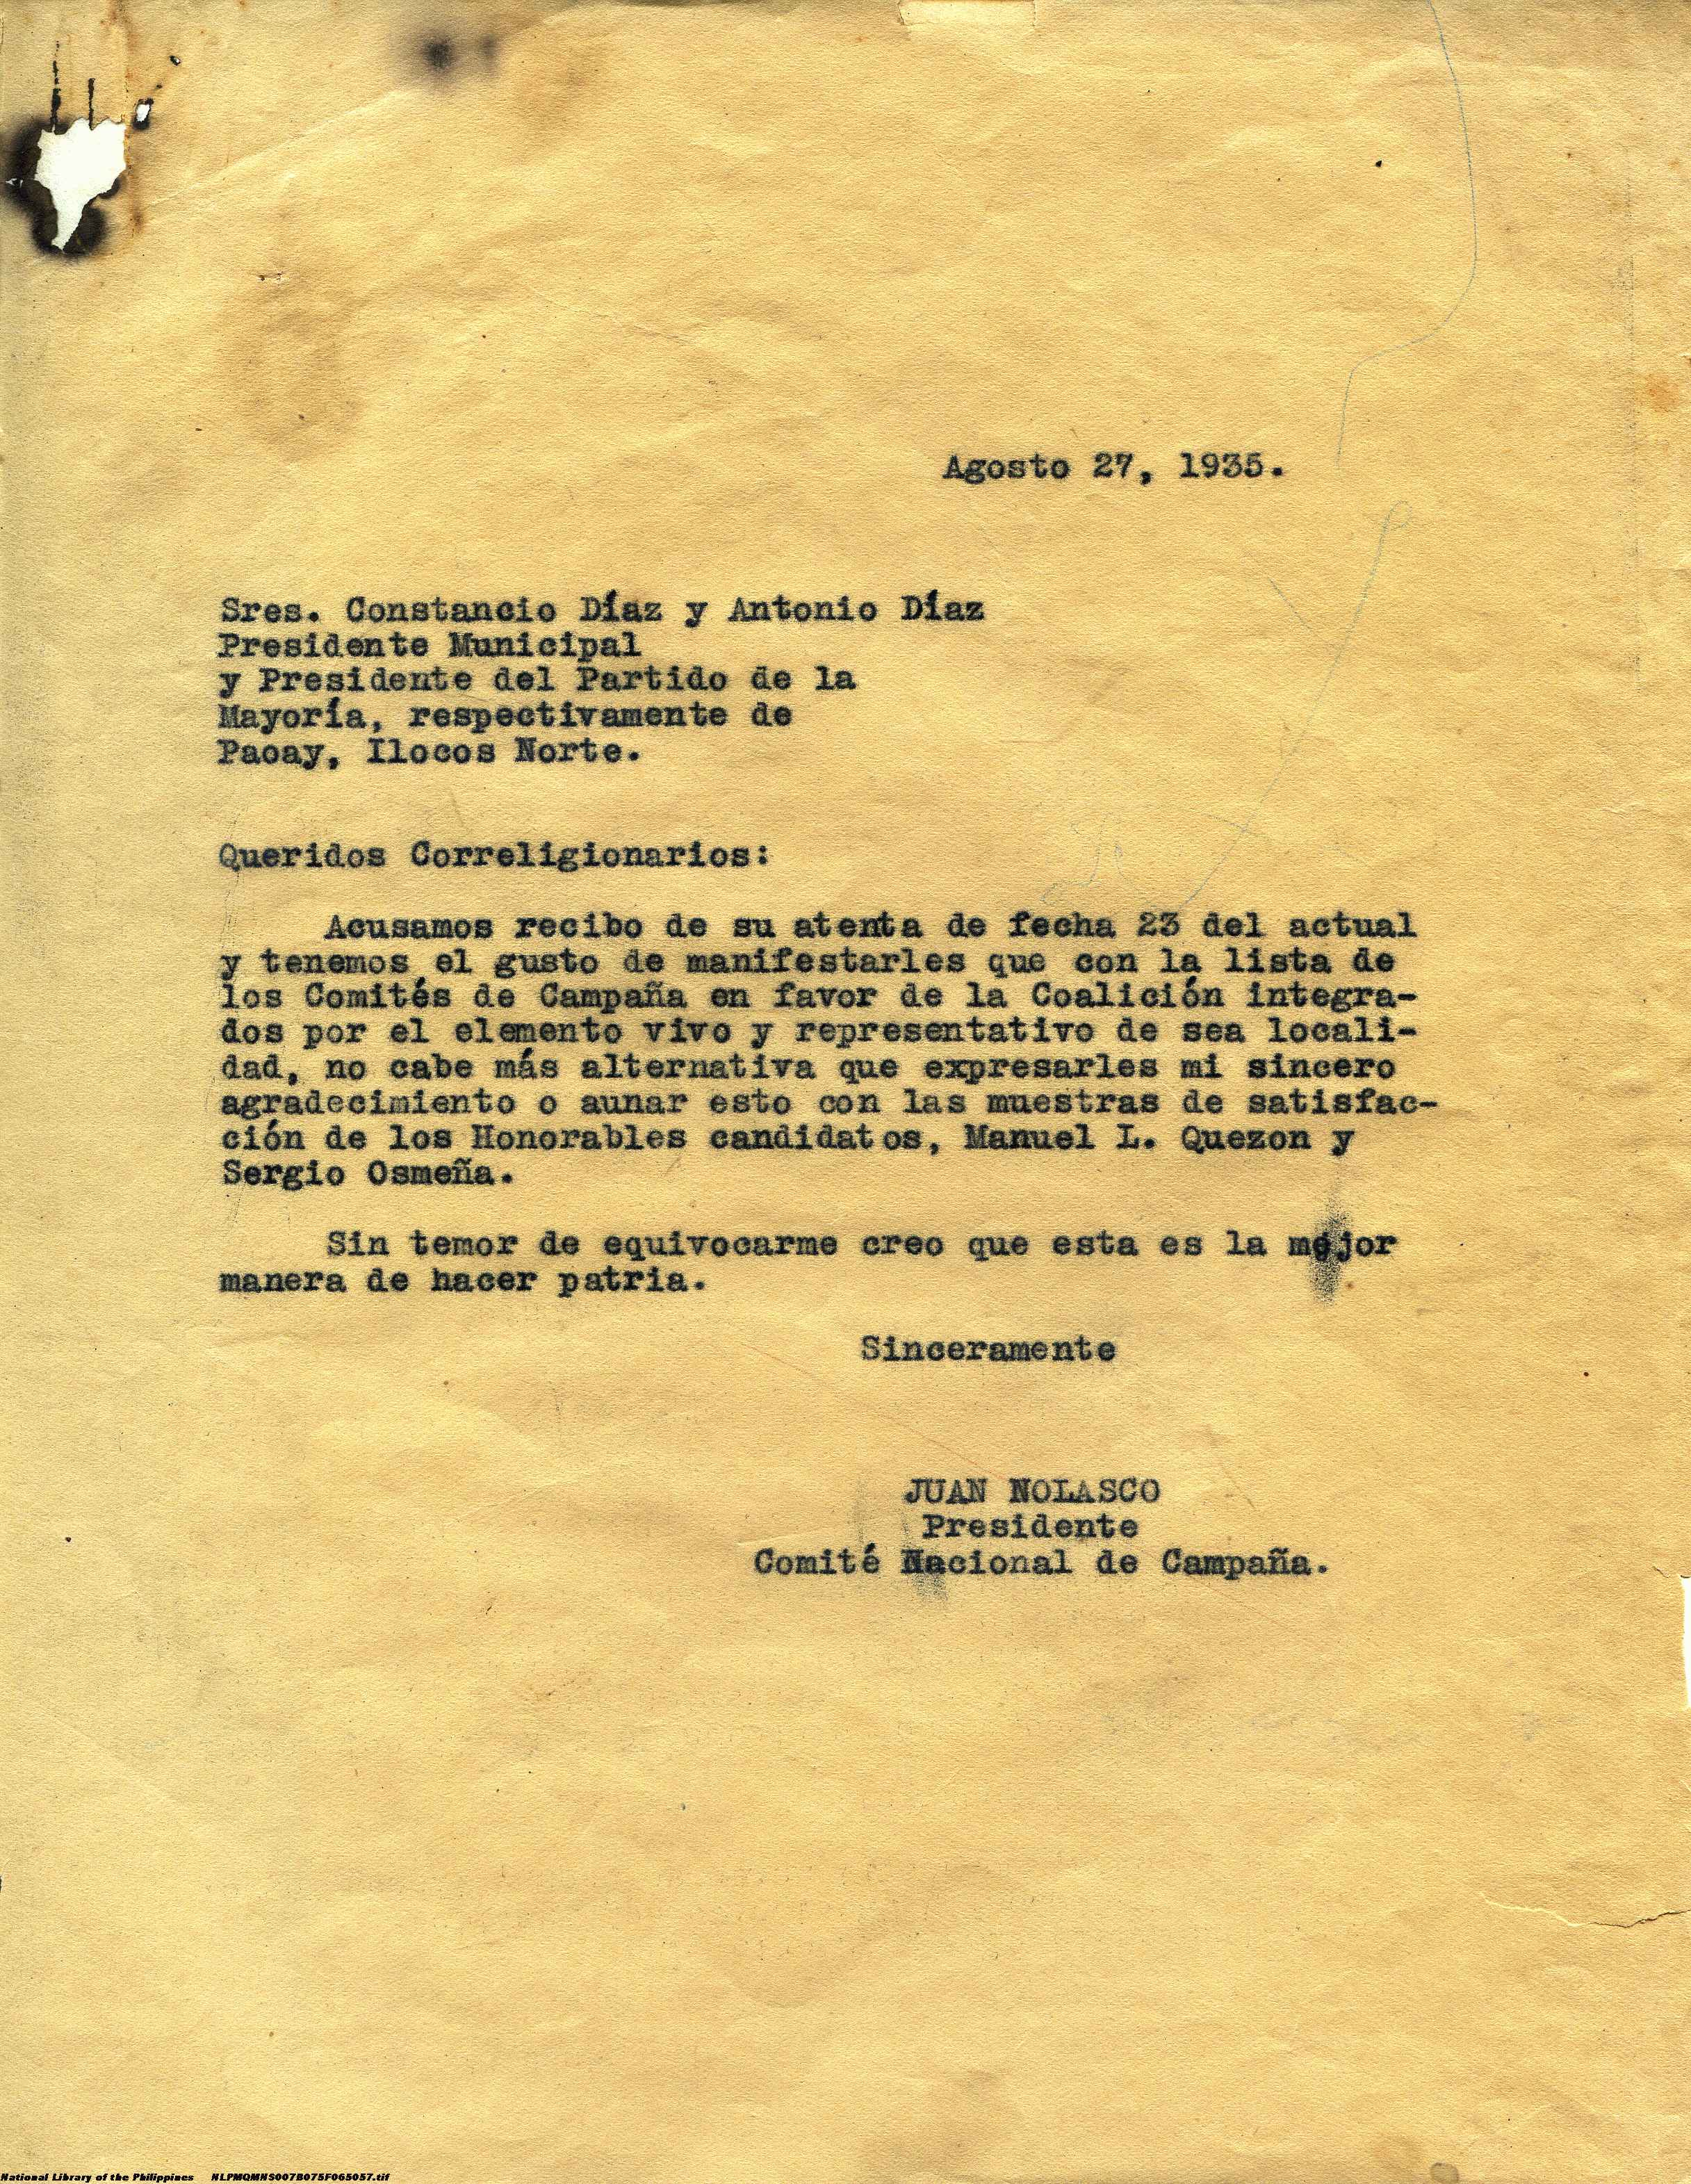 Agosto 27, 1935.
Sres. Constancio Díaz y Antonio Díaz
Presidente Municipal
y Presidente del Partido de la
Mayoría, respectivamente de
Paoay, Ilocos Norte.
Queridos Correligionarios:
Acusamos recibo de su atenta de fecha 23 del actual
y tenemos el gusto de manifestarles que con la lista de
los Comités de Campaña en favor de la Coalición integra-
dos por el elemento vivo y representativo de sea locali-
dad, no cabe más alternativa que expresarles mi sincero
agradecimiento o aunar esto con las muestras de satisfac-
ción de los Honorables candidatos, Manuel L. Quezon y
Sergio Osmeña.
Sin temor de equivocarme creo que esta es la mejor
manera de hacer patria.
Sinceramente
JUAN NOLASCO
Presidente
Comité Nacional de Campaña.
National Library of the Philippines NLPMQMNS007B075F065057.tif